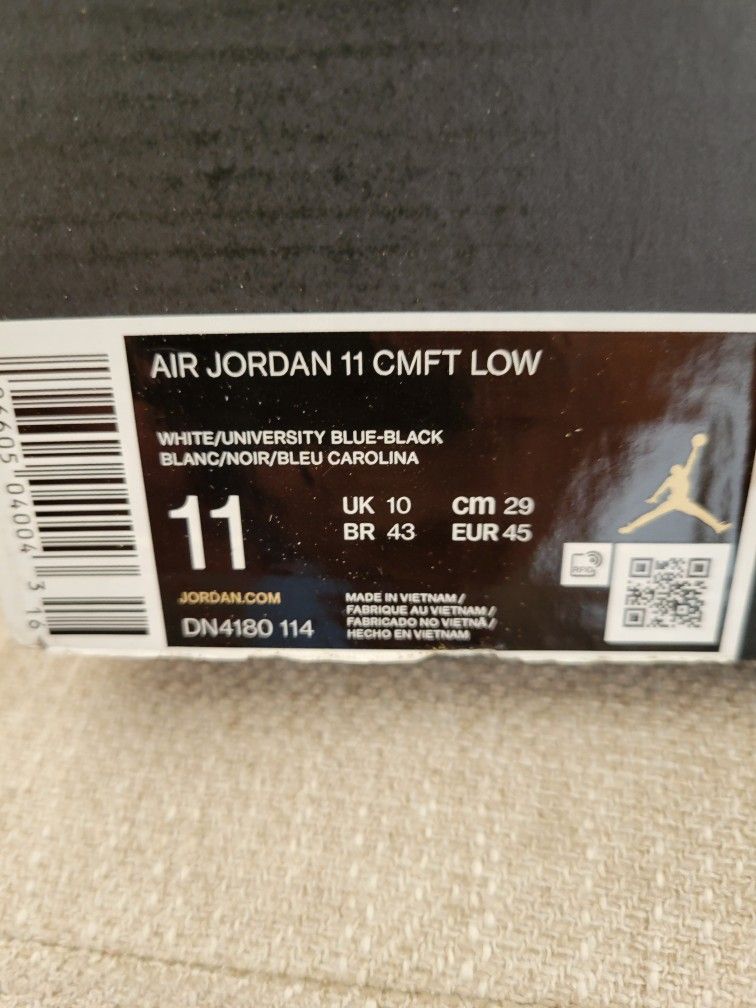 AIR JORDAN 11 CMFT LOW
WHITE/UNIVERSITY BLUE-BLACK
BLANC/NOIR/BLEU CAROLINA
11
UK 10
BR 43
cm 29
EUR 45
JORDAN.COM
DN4180 114
MADE IN VIETNAM/
FABRIQUE AU VIETNAM/
FABRICADO NO VIETNÃ/
HECHO EN VIETNAM
RFID
04004 3